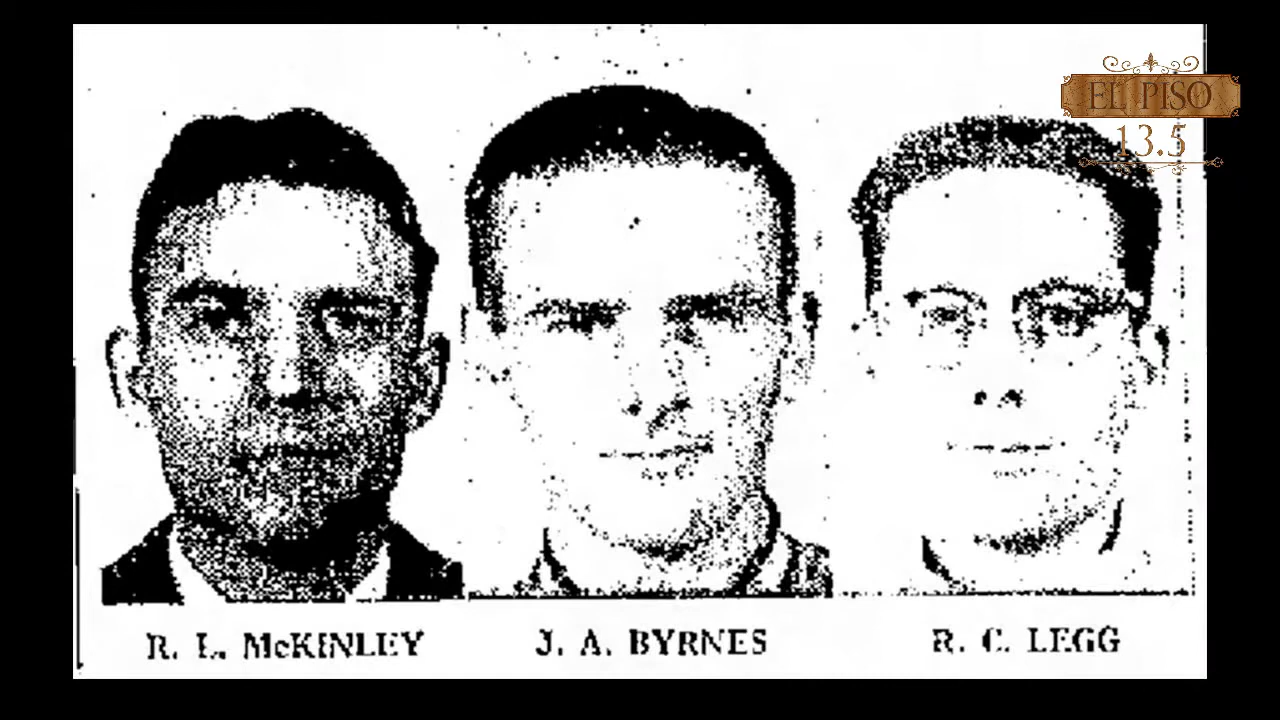 EL PISO
13.5
R. L. McKINLEY
J. A. BYRNES
R. C. LEGG